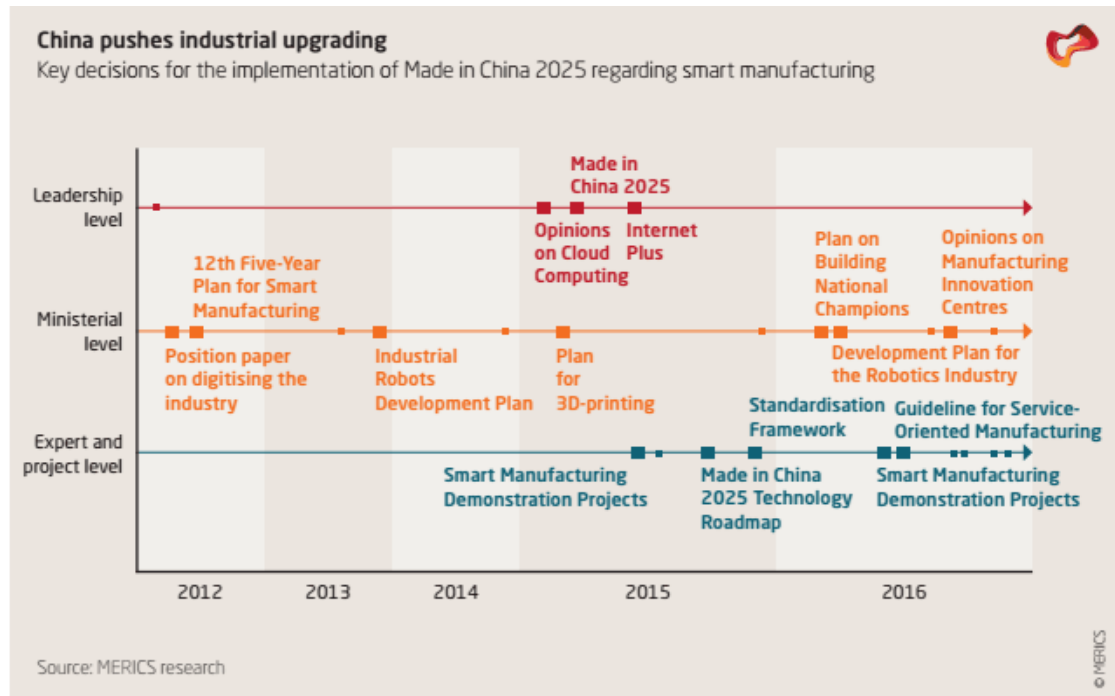 China pushes industrial upgrading
Key decisions for the implementation of Made in China 2025 regarding smart manufacturing
Leadership
level
Made in
China 2025
Opinions
on Cloud
Computing
Internet
Plus
Ministerial
level
12th Five-Year
Plan for Smart
Manufacturing
Position paper
on digitising the
industry
Industrial
Robots
Development Plan
Plan
for
3D-printing
Plan on
Building
National
Champions
Opinions on
Manufacturing
Innovation
Centres
Development Plan for
the Robotics Industry
Expert and
project level
Smart Manufacturing
Demonstration Projects
Made in China
2025 Technology
Roadmap
Standardisation
Framework
Guideline for Service-
Oriented Manufacturing
Smart Manufacturing
Demonstration Projects
2012
2013
2014
2015
2016
Source: MERICS research
© MERICS